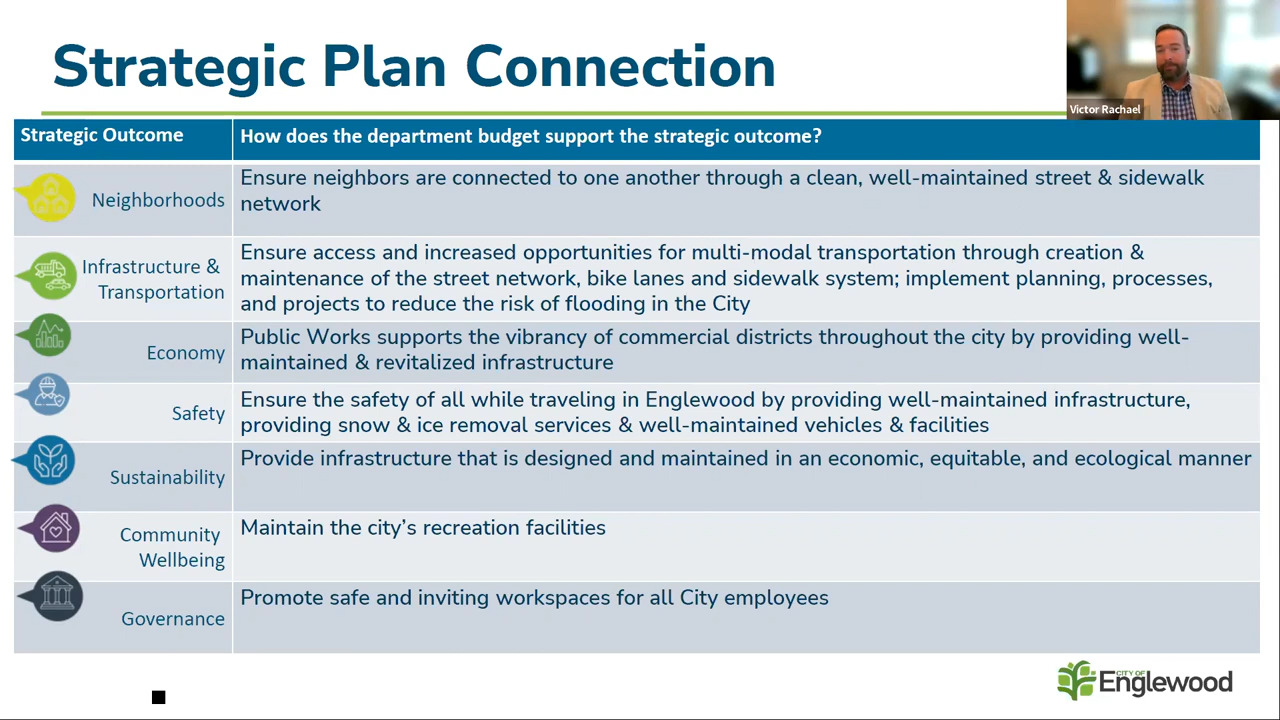 Strategic Plan Connection
Victor Rachael
Strategic Outcome
How does the department budget support the strategic outcome?
Neighborhoods
Ensure neighbors are connected to one another through a clean, well-maintained street & sidewalk
network
Infrastructure &
Transportation
Ensure access and increased opportunities for multi-modal transportation through creation &
maintenance of the street network, bike lanes and sidewalk system; implement planning, processes,
and projects to reduce the risk of flooding in the City
Economy
Public Works supports the vibrancy of commercial districts throughout the city by providing well-
maintained & revitalized infrastructure
Safety
Ensure the safety of all while traveling in Englewood by providing well-maintained infrastructure,
providing snow & ice removal services & well-maintained vehicles & facilities
Sustainability
Provide infrastructure that is designed and maintained in an economic, equitable, and ecological manner
Community
Wellbeing
Maintain the city’s recreation facilities
Governance
Promote safe and inviting workspaces for all City employees
CITY OF
Englewood